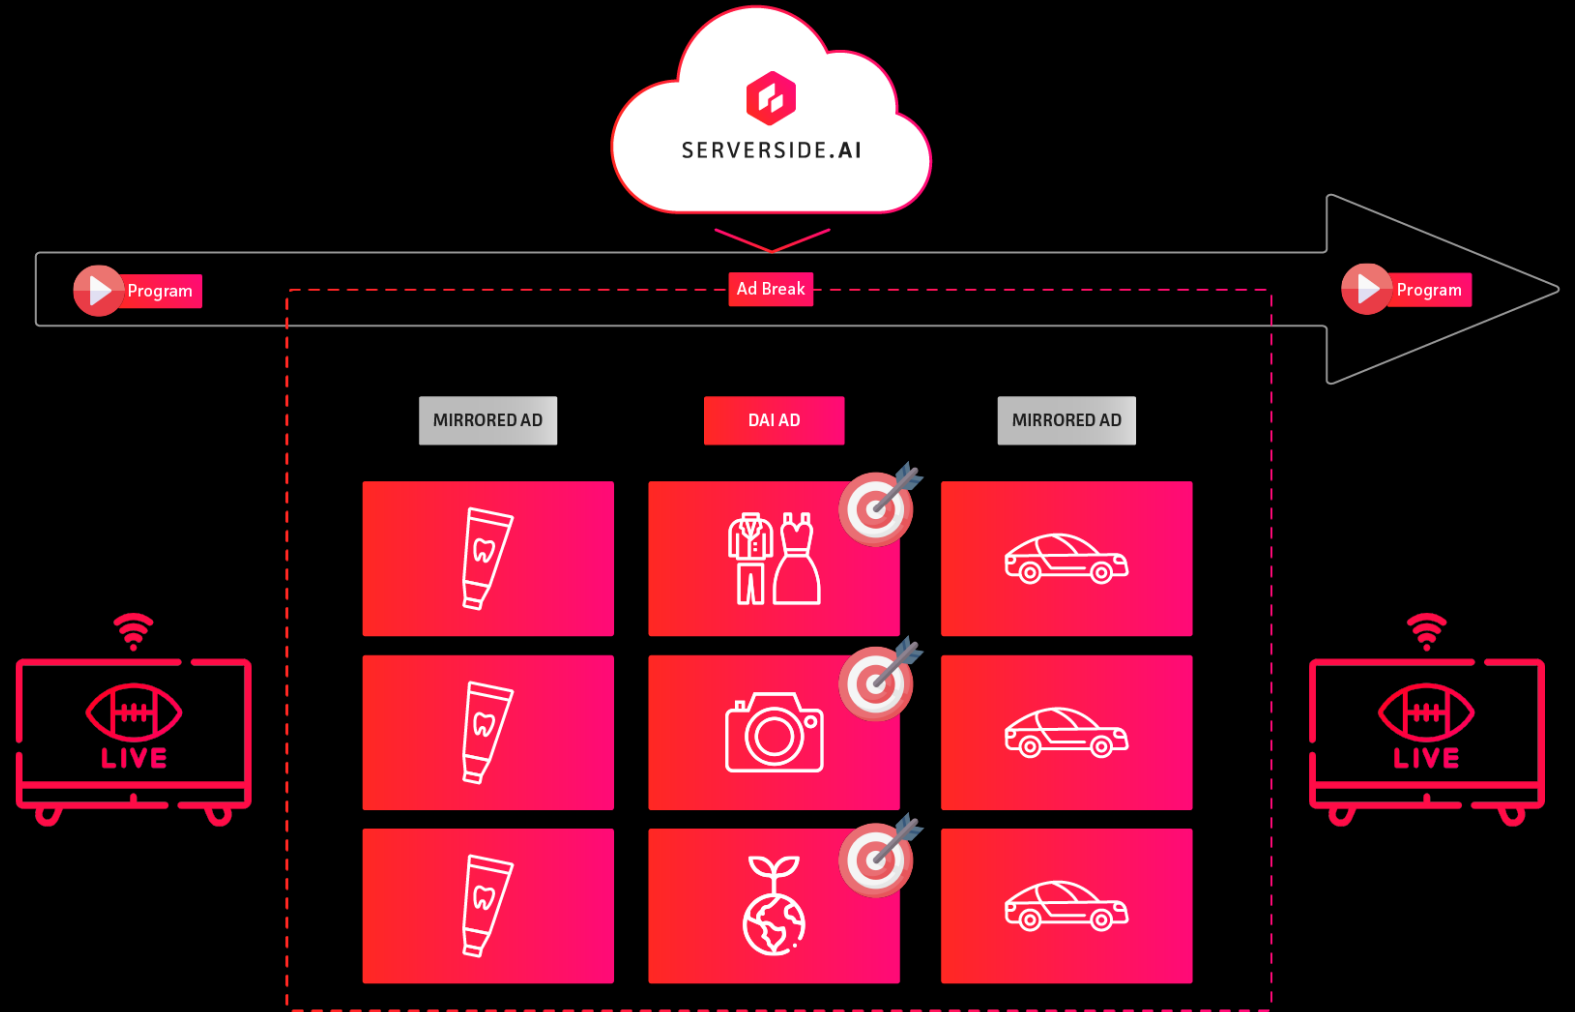 SERVERSIDE.AI
Program
Ad Break
Program
MIRRORED AD
DAI AD
MIRRORED AD
LIVE
LIVE